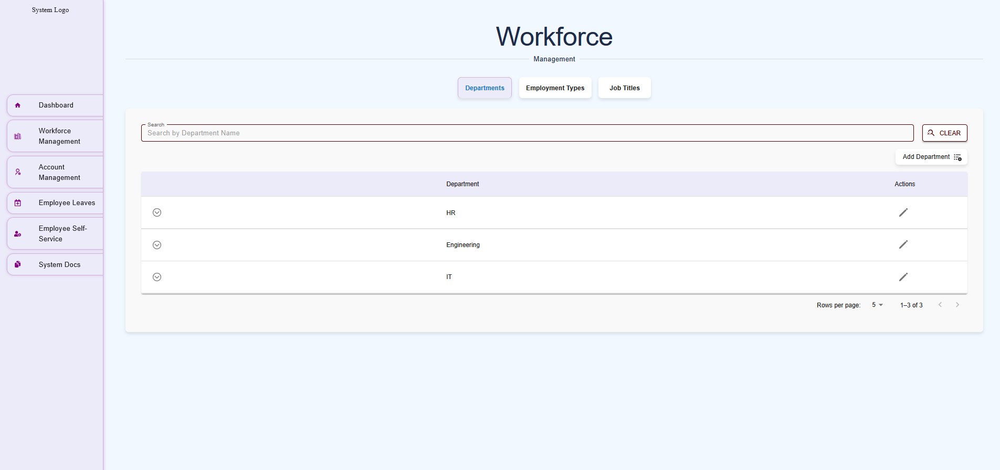 System Logo
Dashboard
Workforce
Management
Account
Management
Employee Leaves
Employee Self-
Service
System Docs
Workforce
Management
Departments
Employment Types
Job Titles
Search
Search by Department Name
CLEAR
Add Department
Department Actions
HR
Engineering
IT
Rows per page: 5 1–3 of 3